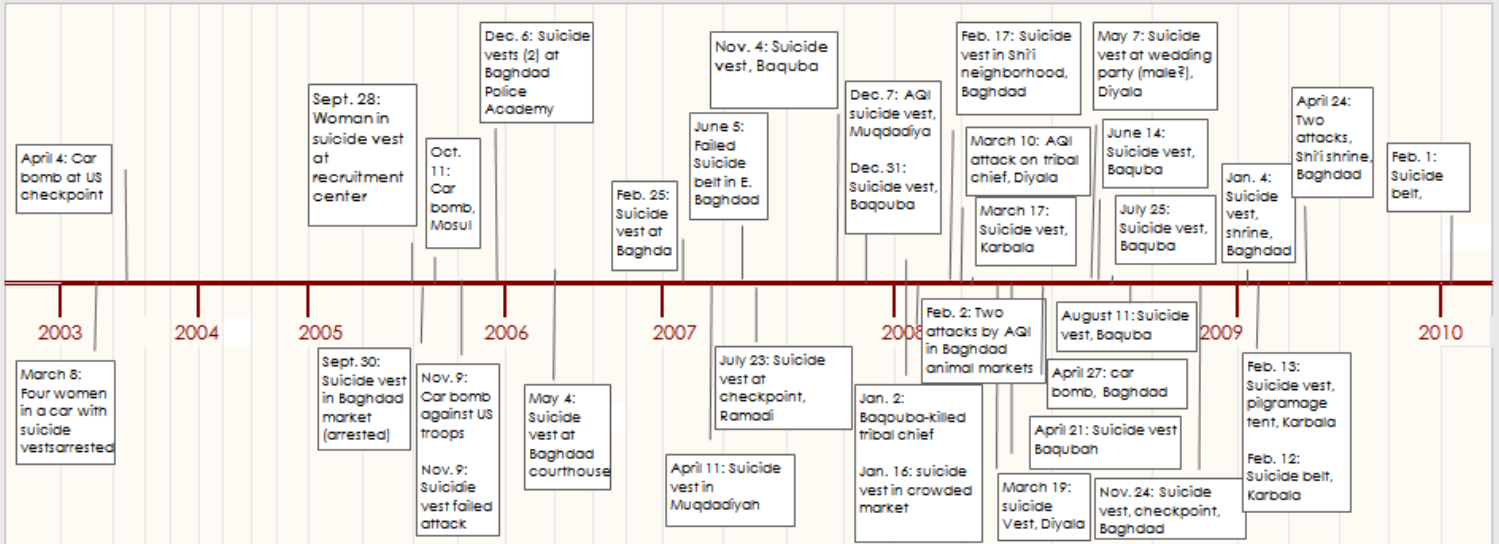 April 4: Car
bomb at US
checkpoint
Sept. 28:
Woman in
suicide vest
at
recruitment
center
Oct.
11:
Car
bomb,
Mosul
Dec. 6: Suicide
vests (2) at
Baghdad
Police
Academy
Feb. 25:
Suicide
vest at
Baghda
June 5:
Failed
Suicide
belt in E.
Baghdad
Nov. 4: Suicide
vest, Baquba
Dec. 7: AQI
suicide vest,
Muqdadiya
Dec. 31:
Suicide vest,
Baqouba
Feb. 17: Suicide
vest in Shi'i
neighborhood,
Baghdad
March 10: AQI
attack on tribal
chief, Diyala
March 17:
Suicide vest,
Karbala
May 7: Suicide
vest at wedding
party (male?),
Diyala
June 14:
Suicide vest,
Baquba
July 25:
Suicide vest,
Baquba
Jan. 4:
Suicide
vest,
shrine,
Baghdad
April 24:
Two
attacks,
Shi'i shrine,
Baghdad
Feb. 1:
Suicide
belt,
2003
2004
2005
2006
2007
2008
2009
2010
March 8:
Four women
in a car with
suicide
vestsarrested
Sept. 30:
Suicide vest
in Baghdad
market
(arrested)
Nov. 9:
Car bomb
against US
troops
Nov. 9:
Suicidie
vest failed
attack
May 4:
Suicide
vest at
Baghdad
courthouse
April 11: Suicide
vest in
Muqdadiyah
July 23: Suicide
vest at
checkpoint,
Ramadi
Jan. 2:
Baqouba-killed
tribal chief
Jan. 16: suicide
vest in crowded
market
Feb. 2: Two
attacks by AQI
in Baghdad
animal markets
March 19:
suicide
Vest, Diyala
April 21: Suicide vest
Baqubah
April 27: car
bomb, Baghdad
August 11:Suicide
vest, Baquba
Nov. 24: Suicide
vest, checkpoint,
Baghdad
Feb. 13:
Suicide vest,
pilgramage
tent, Karbala
Feb. 12:
Suicide belt,
Karbala